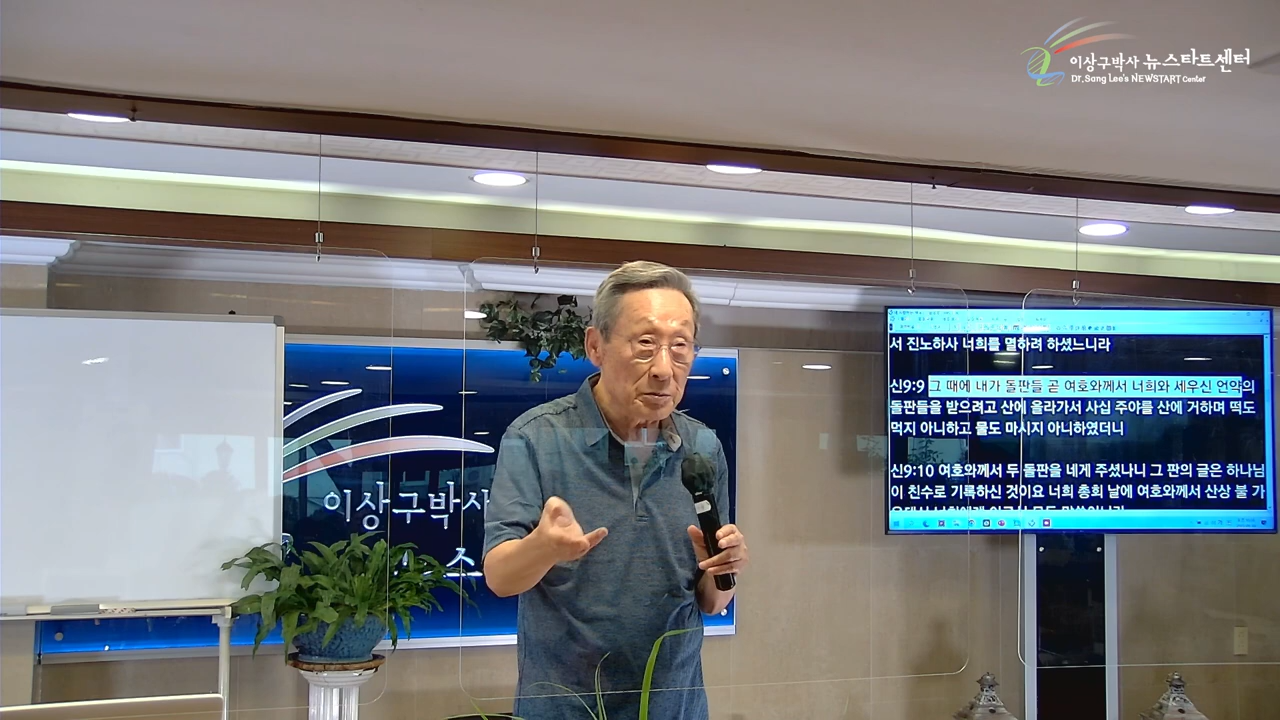 이상구박사 뉴스타트센터
Dr. Sang Lee's NEWSTART Center
이상구박사
스
서 진노하사 너희를 멸하려 하셨느니라
신9:9 그 때에 내가 돌판들 곧 여호와께서 너희와 세우신 언약의
돌판들을 받으려고 산에 올라가서 사십 주야를 산에 거하며 떡도
먹지 아니하고 물도 마시지 아니하였더니
신9:10 여호와께서 두 돌판을 네게 주셨나니 그 판의 글은 하나님
이 친수로 기록하신 것이요 너희 총회 날에 여호와께서 산상 불 가